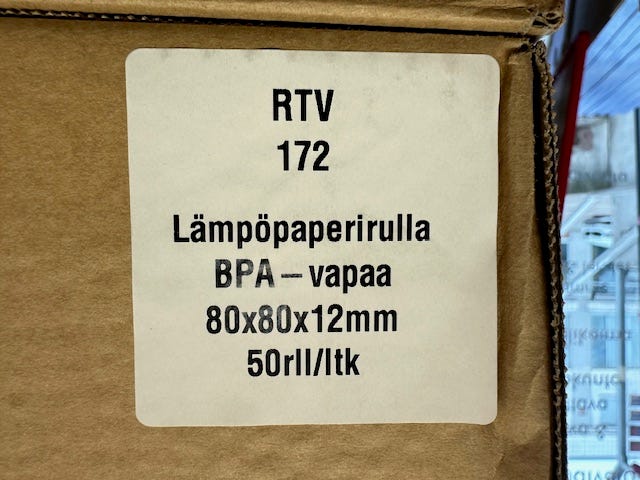 RTV
172
Lämpöpaperirulla
BPA – vapaa
80x80x12mm
50rll/ltk